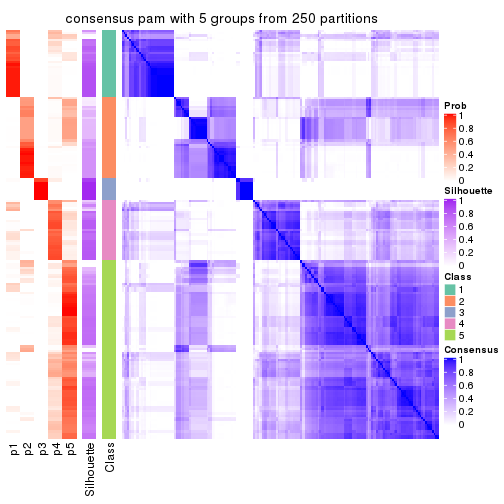 consensus pam with 5 groups from 250 partitions
Prob
1
0.8
0.6
0.4
0.2
0
Silhouette
1
0.8
0.6
0.4
0.2
0
Class
1
2
3
4
5
Consensus
1
0.8
0.6
0.4
0.2
0
p1
p2
p3
p4
p5
Silhouette
Class